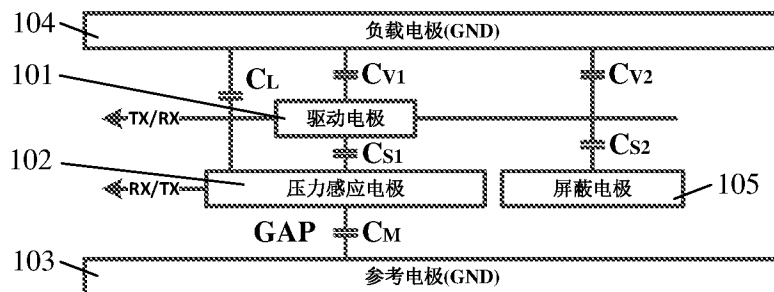 104
负载电极(GND)
CL
CV1
CV2
101
TX/RX
驱动电极
102
CS1
CS2
RX/TX
压力感应电极
屏蔽电极
105
GAP
CM
103
参考电极(GND)